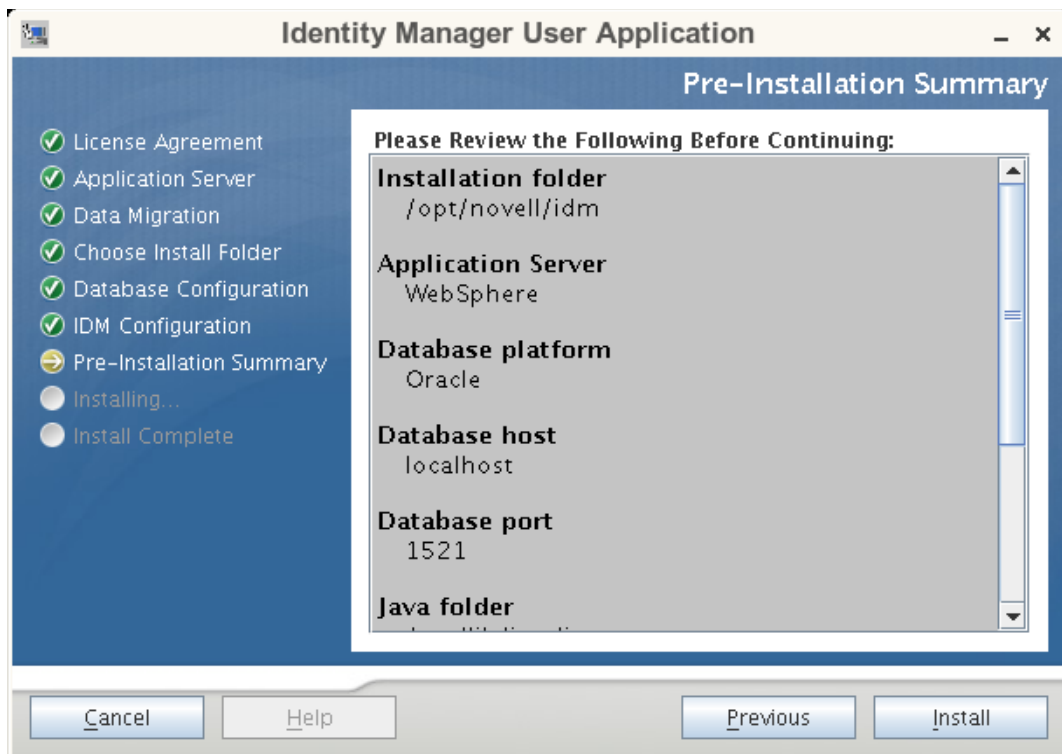 Identity Manager User Application
Pre-Installation Summary
License Agreement
Application Server
Data Migration
Choose Install Folder
Database Configuration
IDM Configuration
Pre-Installation Summary
Installing...
Install Complete
Please Review the Following Before Continuing:
Installation folder
/opt/novell/idm
Application Server
WebSphere
Database platform
Oracle
Database host
localhost
Database port
1521
Java folder
Cancel
Help
Previous
Install